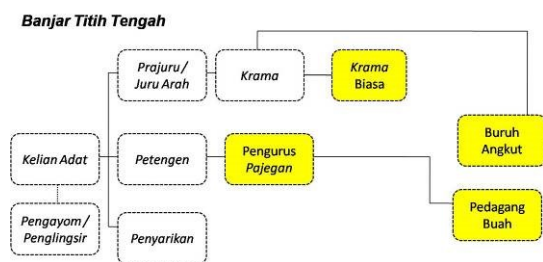 Banjar Titih Tengah
Prajuru /
Juru Arah
Krama
Krama
Biasa
Buruh
Angkut
Kelian Adat
Petengen
Pengurus
Pajegan
Pedagang
Buah
Pengayom /
Penglingsir
Penyarikan